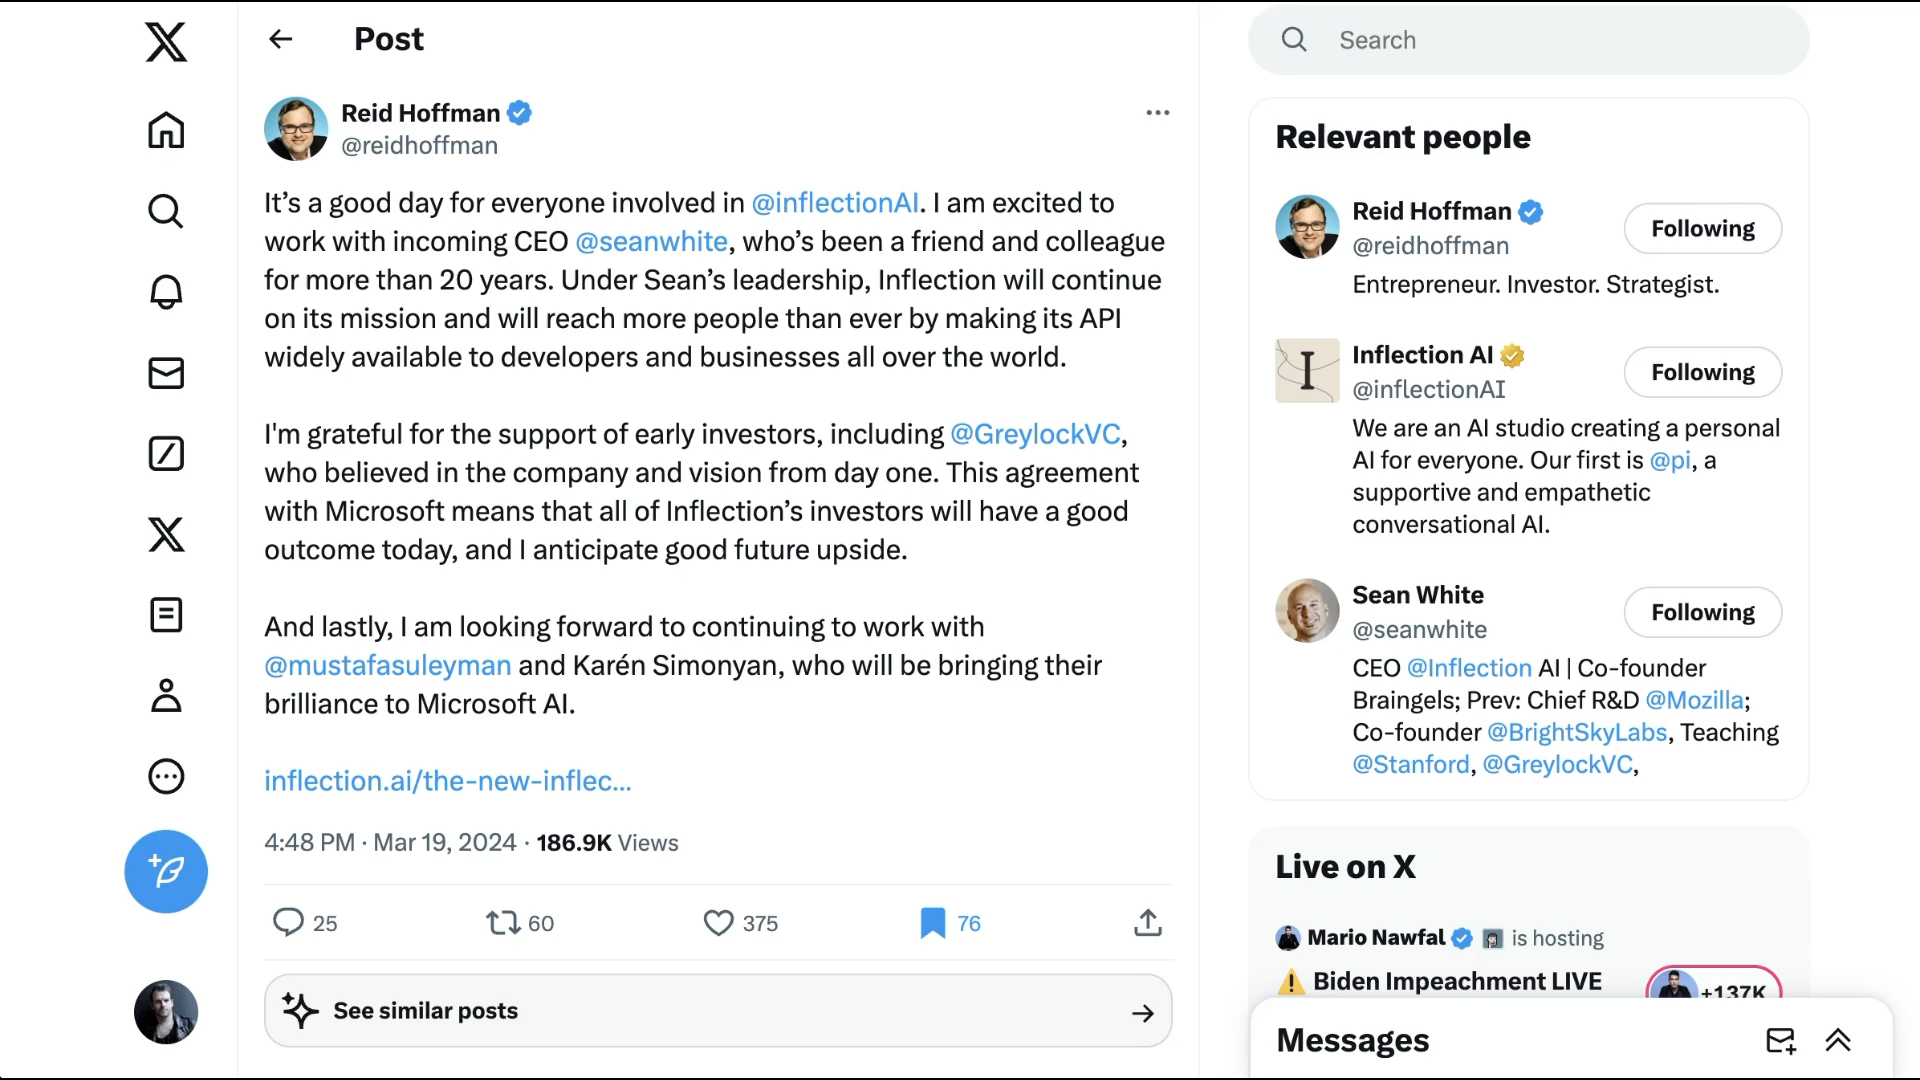 Post
Reid Hoffman
@reidhoffman
It’s a good day for everyone involved in @inflectionAI. I am excited to
work with incoming CEO @seanwhite, who’s been a friend and colleague
for more than 20 years. Under Sean’s leadership, Inflection will continue
on its mission and will reach more people than ever by making its API
widely available to developers and businesses all over the world.
I'm grateful for the support of early investors, including @GreylockVC,
who believed in the company and vision from day one. This agreement
with Microsoft means that all of Inflection’s investors will have a good
outcome today, and I anticipate good future upside.
And lastly, I am looking forward to continuing to work with
@mustafasuleyman and Karén Simonyan, who will be bringing their
brilliance to Microsoft AI.
inflection.ai/the-new-inflec...
4:48 PM · Mar 19, 2024 · 186.9K Views
25 60 375 76
See similar posts
Search
Relevant people
Reid Hoffman
@reidhoffman
Following
Entrepreneur. Investor. Strategist.
I
Inflection AI
@inflectionAI
Following
We are an AI studio creating a personal
AI for everyone. Our first is @pi, a
supportive and empathetic
conversational AI.
Sean White
@seanwhite
Following
CEO @Inflection AI | Co-founder
Braingels; Prev: Chief R&D @Mozilla;
Co-founder @BrightSkyLabs, Teaching
@Stanford, @GreylockVC,
Live on X
Mario Nawfal is hosting
Biden Impeachment LIVE
+137K
Messages